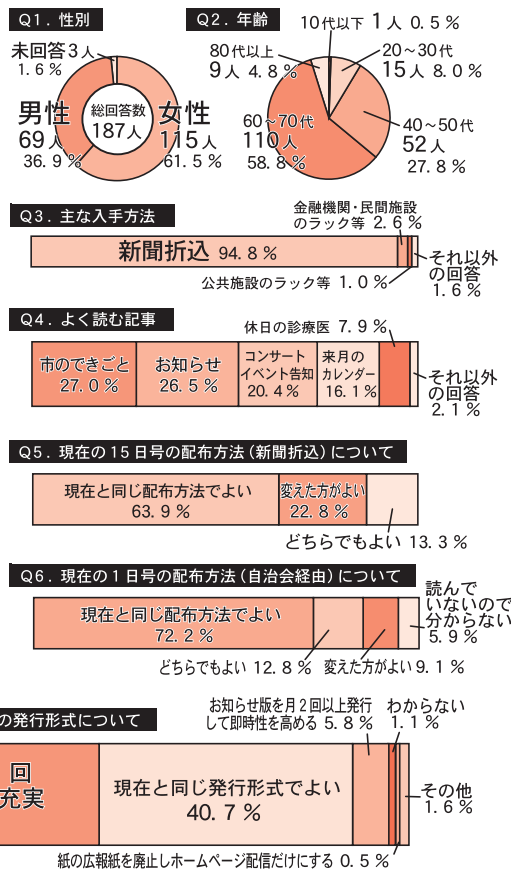 Q1．性別
未回答3人
1.6%
男性
69人
36.9%
総回答数
187人
女性
115人
61.5%
Q2．年齢
10代以下 1人 0.5%
80代以上
9人 4.8%
20～30代
15人 8.0%
60～70代
110人
58.8%
40～50代
52人
27.8%
Q3．主な入手方法
金融機関・民間施設
のラック等 2.6%
新聞折込 94.8%
それ以外
の回答
1.6%
公共施設のラック等 1.0%
Q4．よく読む記事
休日の診療医 7.9%
市のできごと
27.0%
お知らせ
26.5%
コンサート
イベント告知
20.4%
来月の
カレンダー
16.1%
それ以外
の回答
2.1%
Q5．現在の15日号の配布方法（新聞折込）について
現在と同じ配布方法でよい
63.9%
変えた方がよい
22.8%
どちらでもよい 13.3%
Q6．現在の1日号の配布方法（自治会経由）について
現在と同じ配布方法でよい
72.2%
読んで
いないので
分からない
5.9%
どちらでもよい 12.8%
変えた方がよい 9.1%
の発行形式について
お知らせ版を月2回以上発行
して即時性を高める 5.8%
わからない
1.1%
回
充実
現在と同じ発行形式でよい
40.7%
その他
1.6%
紙の広報紙を廃止しホームページ配信だけにする 0.5%